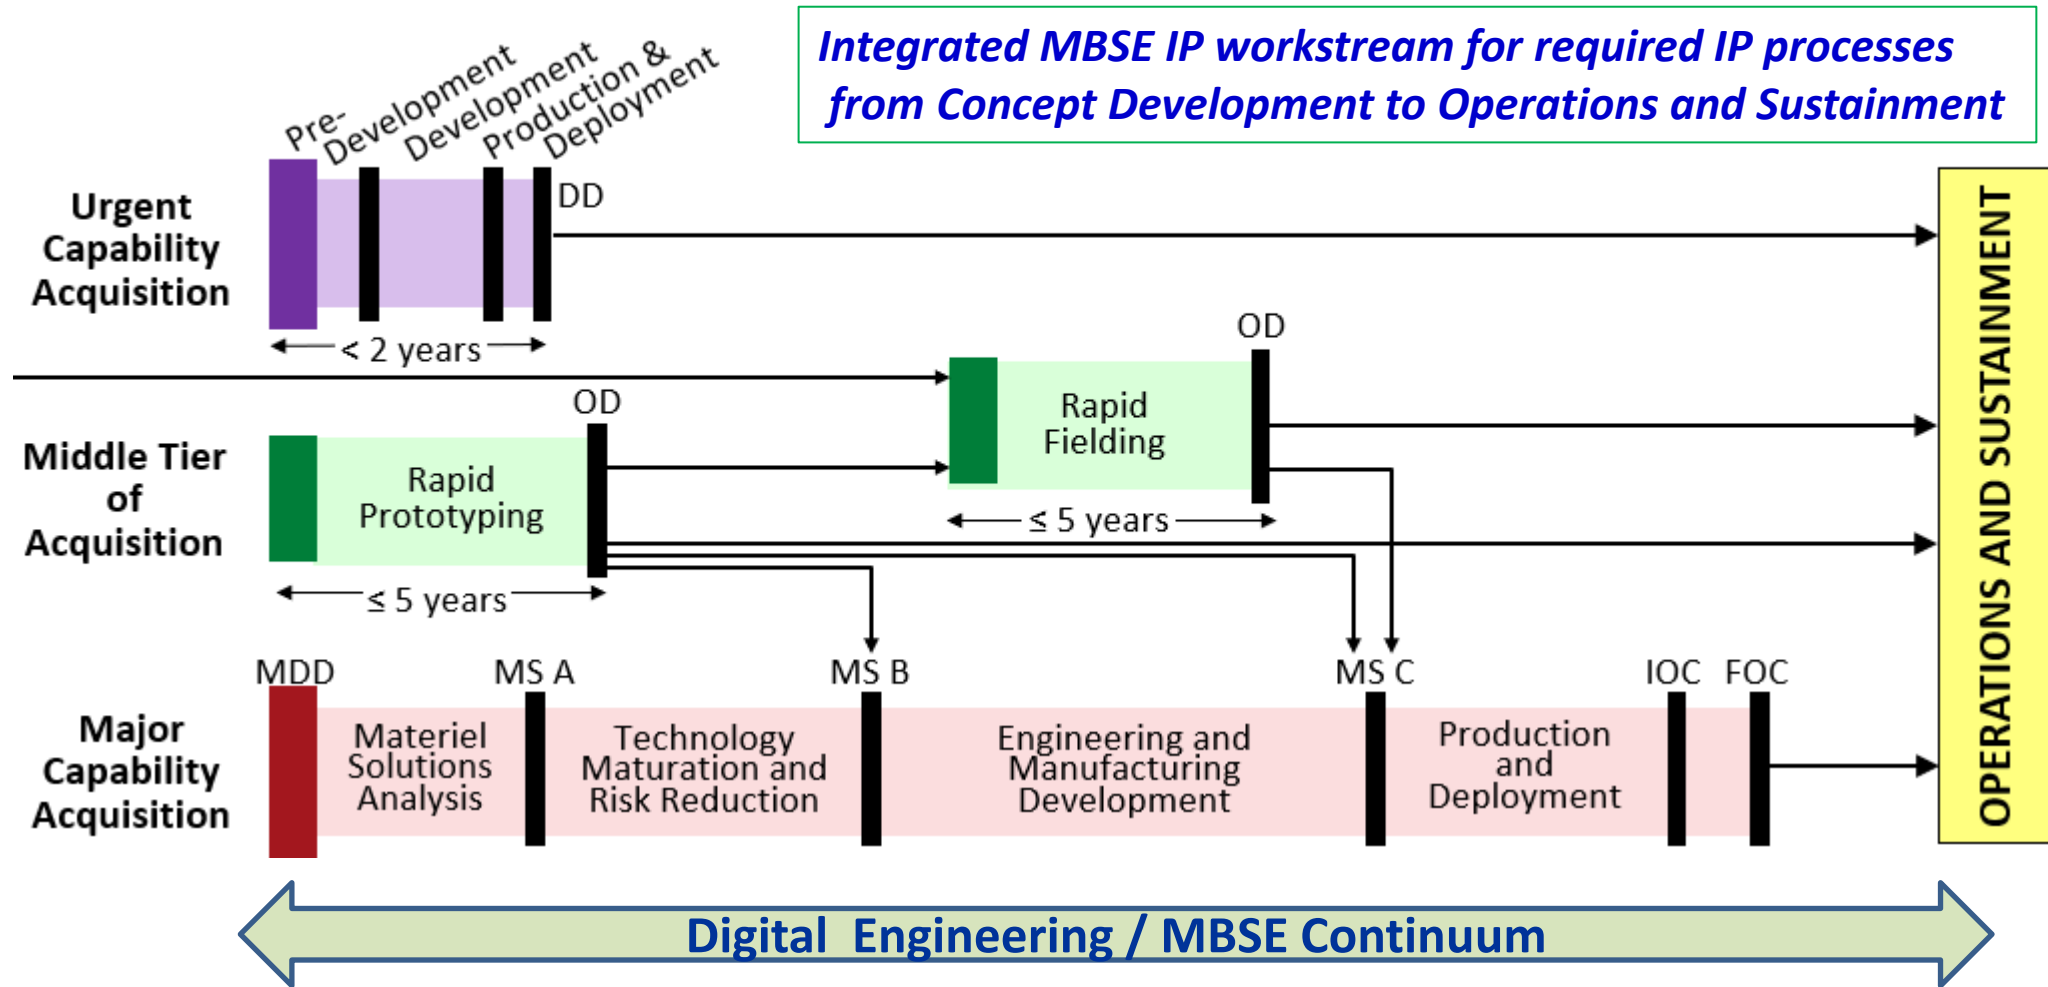 Integrated MBSE IP workstream for required IP processes
from Concept Development to Operations and Sustainment
Pre-
Development
Development
Production &
Deployment
Urgent
Capability
Acquisition
DD
< 2 years
OD
Rapid
Fielding
≤ 5 years
Middle Tier
of
Acquisition
OD
Rapid
Prototyping
≤ 5 years
MDD
MS A
MS B
MS C
IOC
FOC
Major
Capability
Acquisition
Materiel
Solutions
Analysis
Technology
Maturation and
Risk Reduction
Engineering and
Manufacturing
Development
Production
and
Deployment
OPERATIONS AND SUSTAINMENT
Digital Engineering / MBSE Continuum